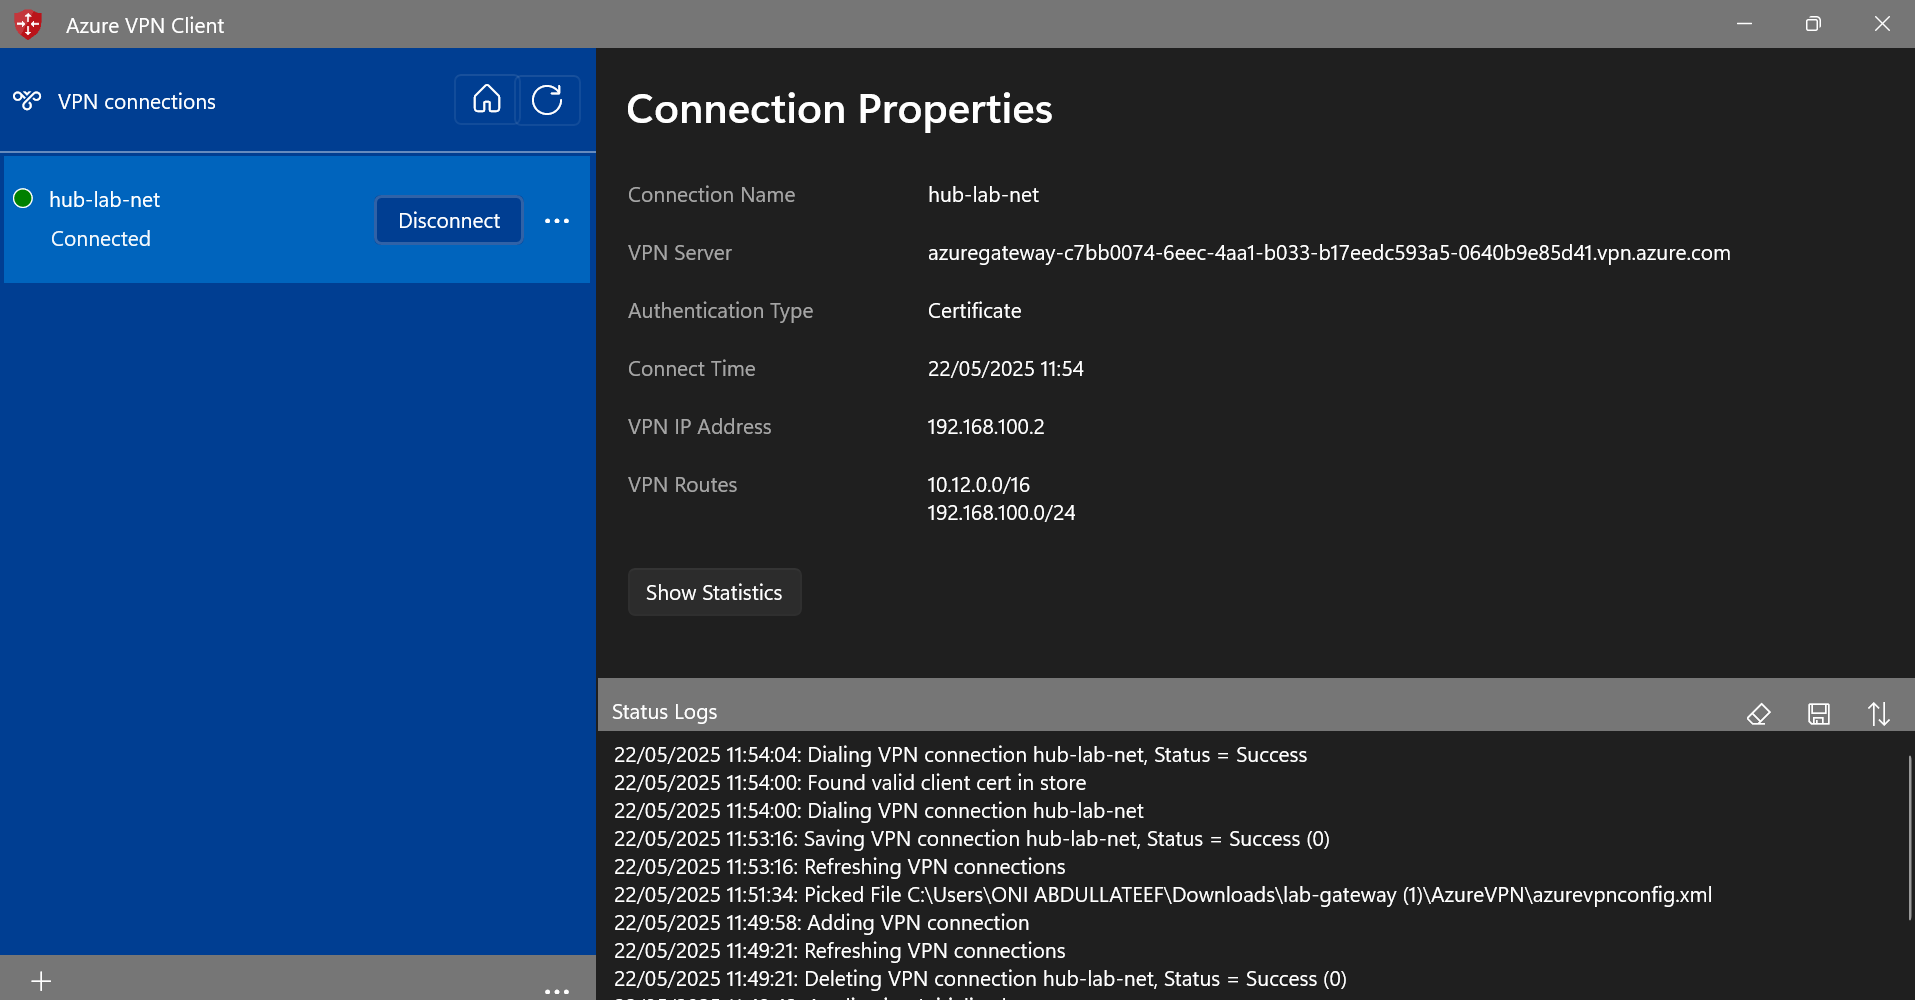 Azure VPN Client
VPN connections
hub-lab-net
Connected
Disconnect
Connection Properties
Connection Name hub-lab-net
VPN Server azuregateway-c7bb0074-6eec-4aa1-b033-b17eedc593a5-0640b9e85d41.vpn.azure.com
Authentication Type Certificate
Connect Time 22/05/2025 11:54
VPN IP Address 192.168.100.2
VPN Routes 10.12.0.0/16
192.168.100.0/24
Show Statistics
Status Logs
22/05/2025 11:54:04: Dialing VPN connection hub-lab-net, Status = Success
22/05/2025 11:54:00: Found valid client cert in store
22/05/2025 11:54:00: Dialing VPN connection hub-lab-net
22/05/2025 11:53:16: Saving VPN connection hub-lab-net, Status = Success (0)
22/05/2025 11:53:16: Refreshing VPN connections
22/05/2025 11:51:34: Picked File C:\Users\ONI ABDULLATEEF\Downloads\lab-gateway (1)\AzureVPN\azurevpnconfig.xml
22/05/2025 11:49:58: Adding VPN connection
22/05/2025 11:49:21: Refreshing VPN connections
22/05/2025 11:49:21: Deleting VPN connection hub-lab-net, Status = Success (0)